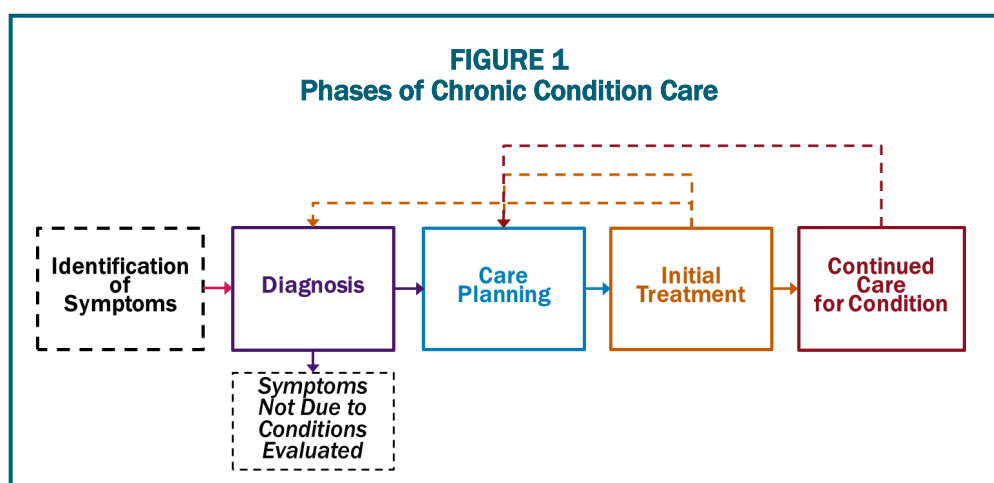 FIGURE 1
Phases of Chronic Condition Care
Identification
of
Symptoms
Diagnosis
Care
Planning
Initial
Treatment
Continued
Care
for Condition
Symptoms
Not Due to
Conditions
Evaluated